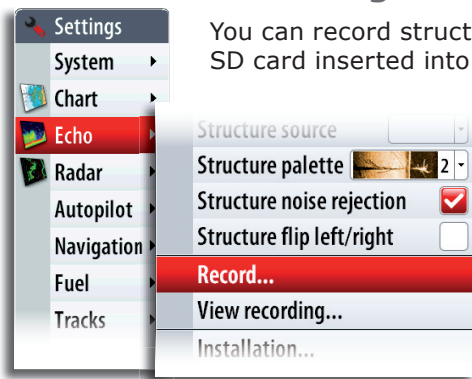 You can record struct
SD card inserted into
Settings
System
Chart
Echo
Radar
Autopilot
Navigation
Fuel
Tracks
Structure source
Structure palette 2
Structure noise rejection
Structure flip left/right
Record...
View recording...
Installation...